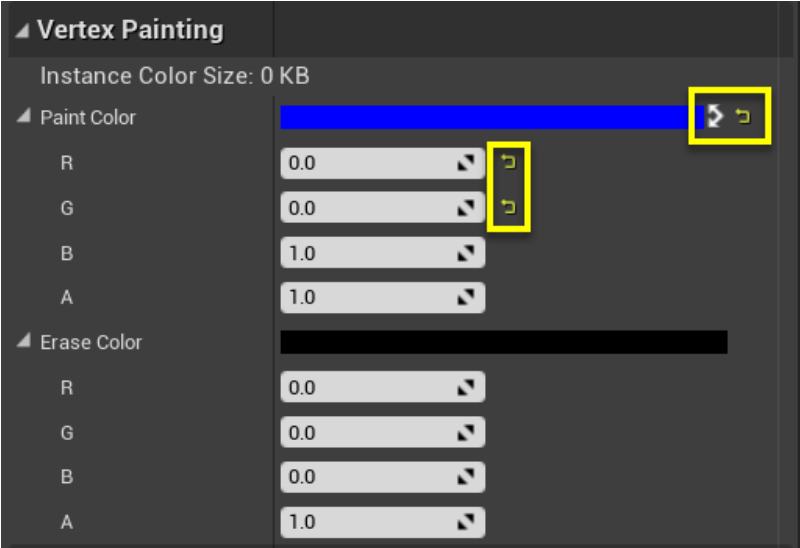 Vertex Painting
Instance Color Size: 0 KB
Paint Color
R 0.0
G 0.0
B 1.0
A 1.0
Erase Color
R 0.0
G 0.0
B 0.0
A 1.0